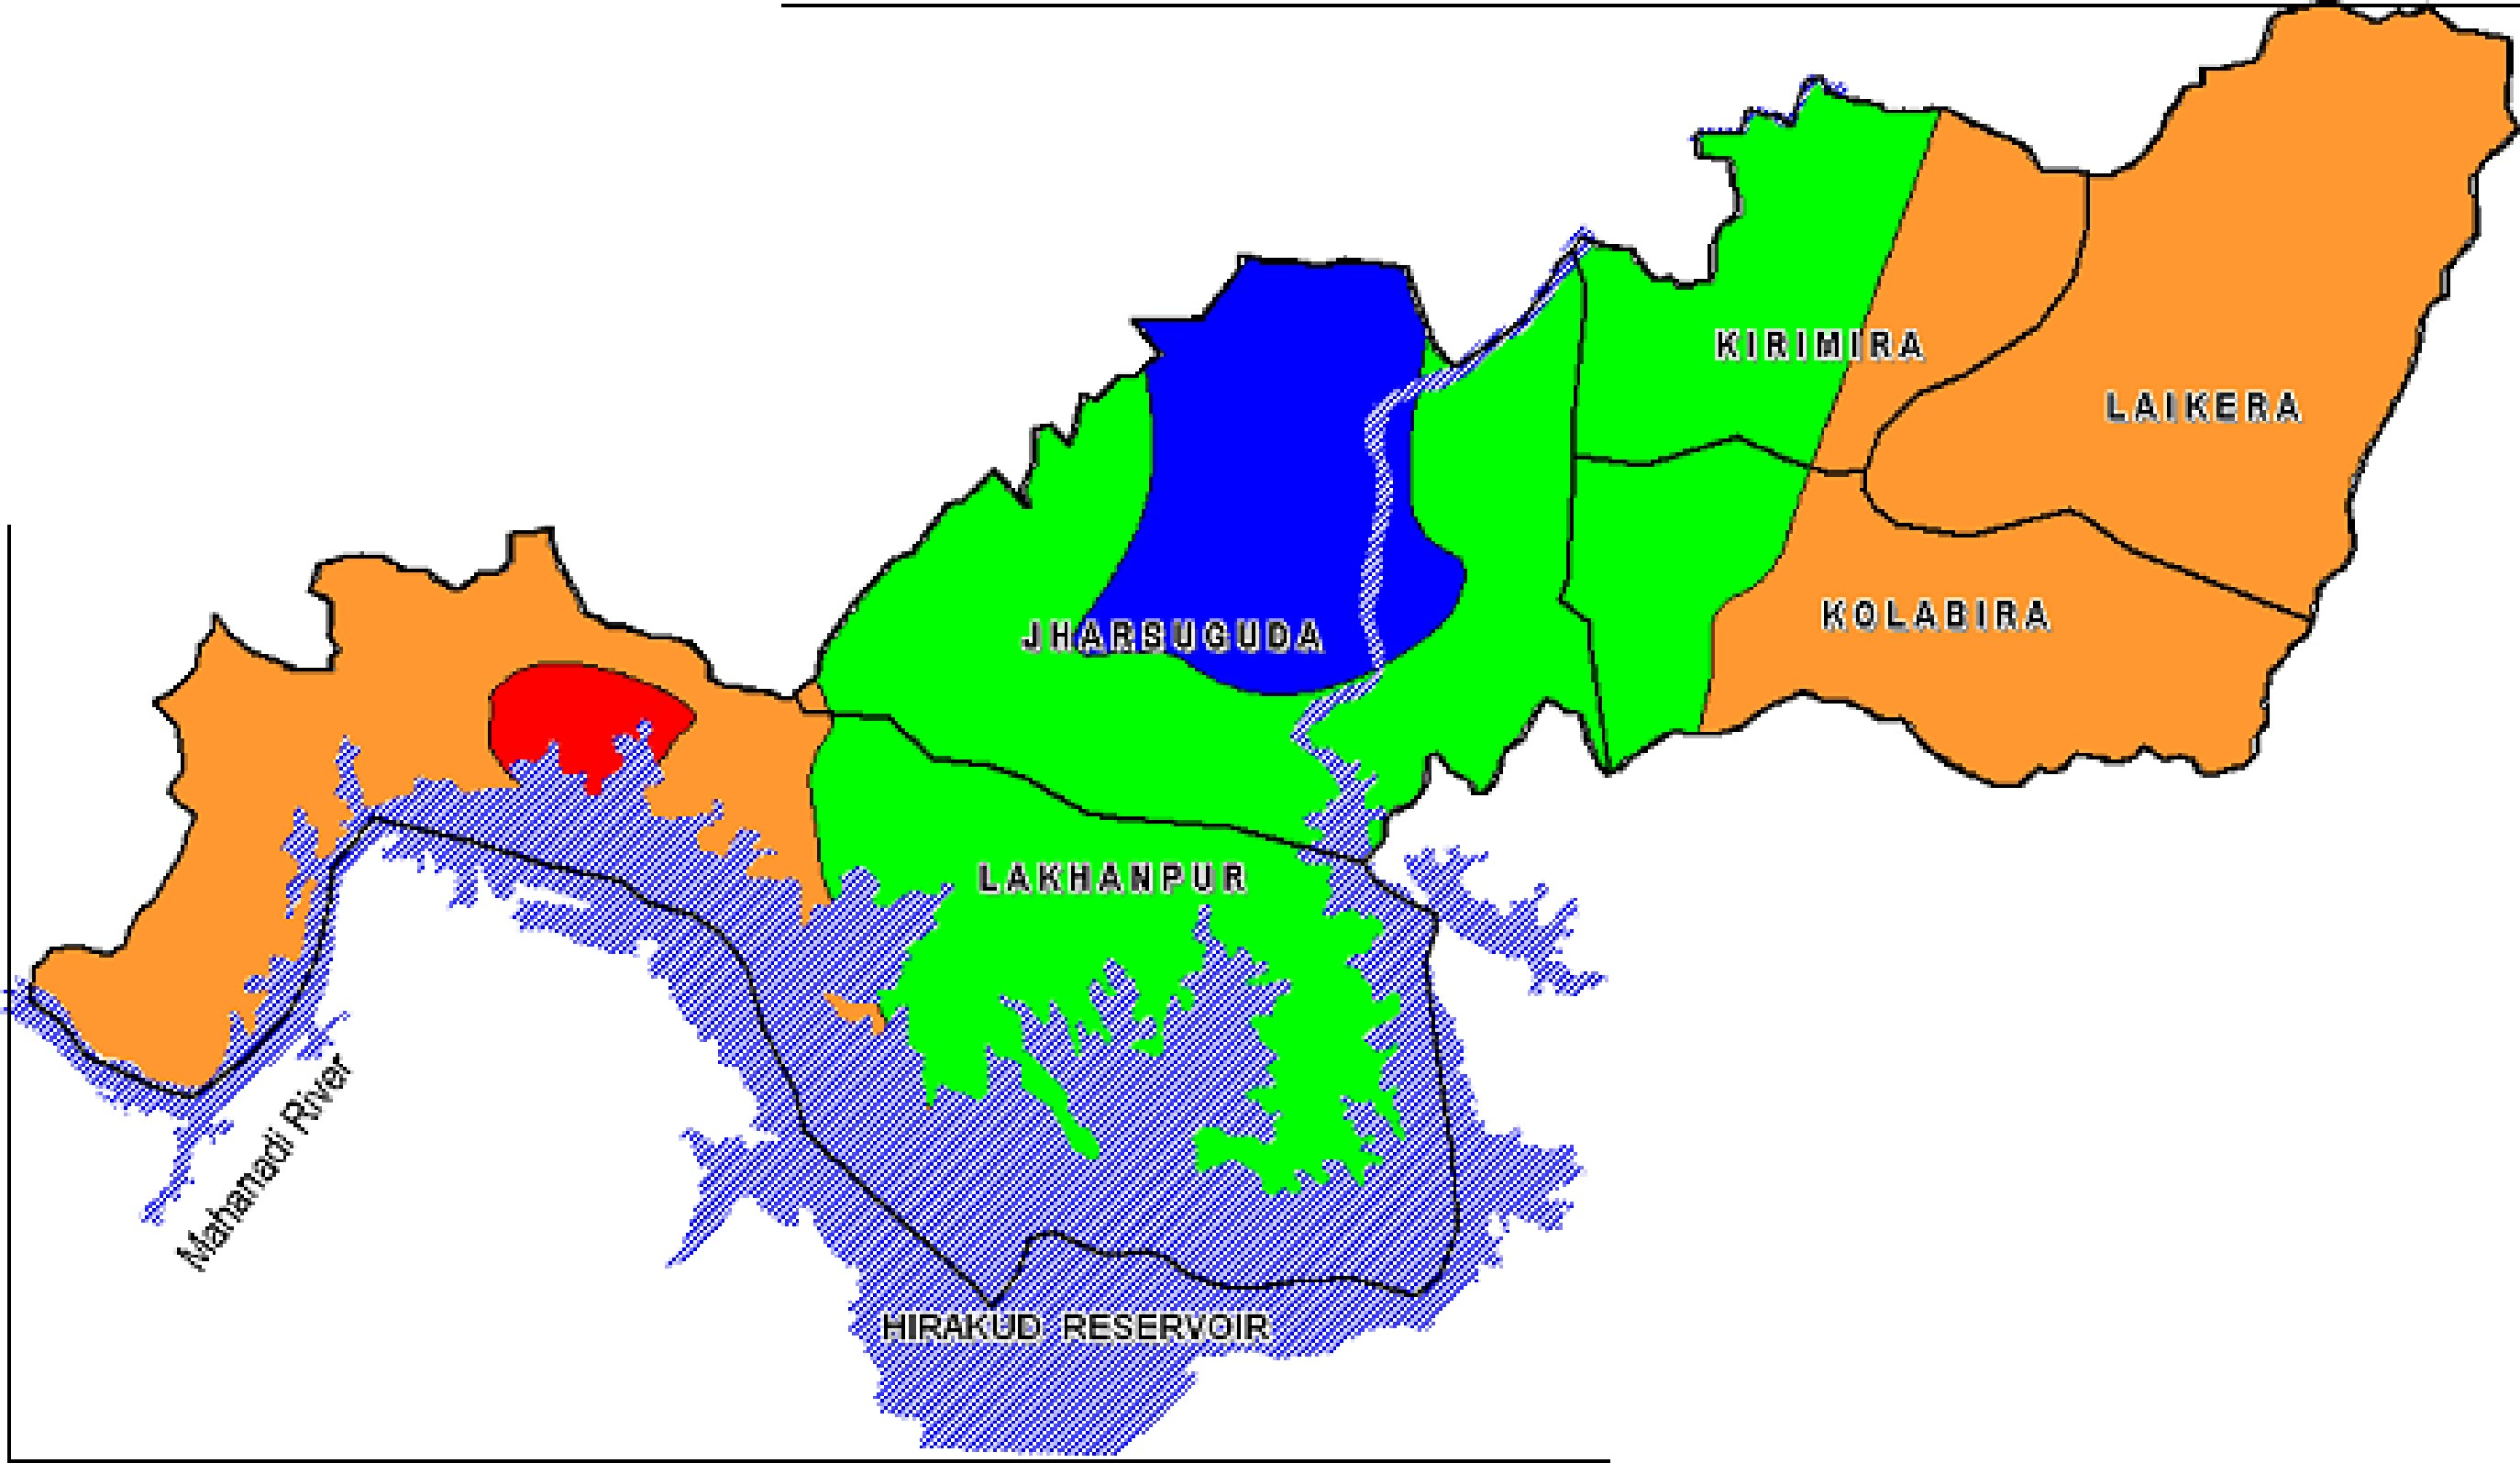 KIRIMIRA
LAIKERA
KOLABIRA
JHARSUGUDA
LAKHANPUR
Mahanadi River
HIRAKUD RESERVOIR